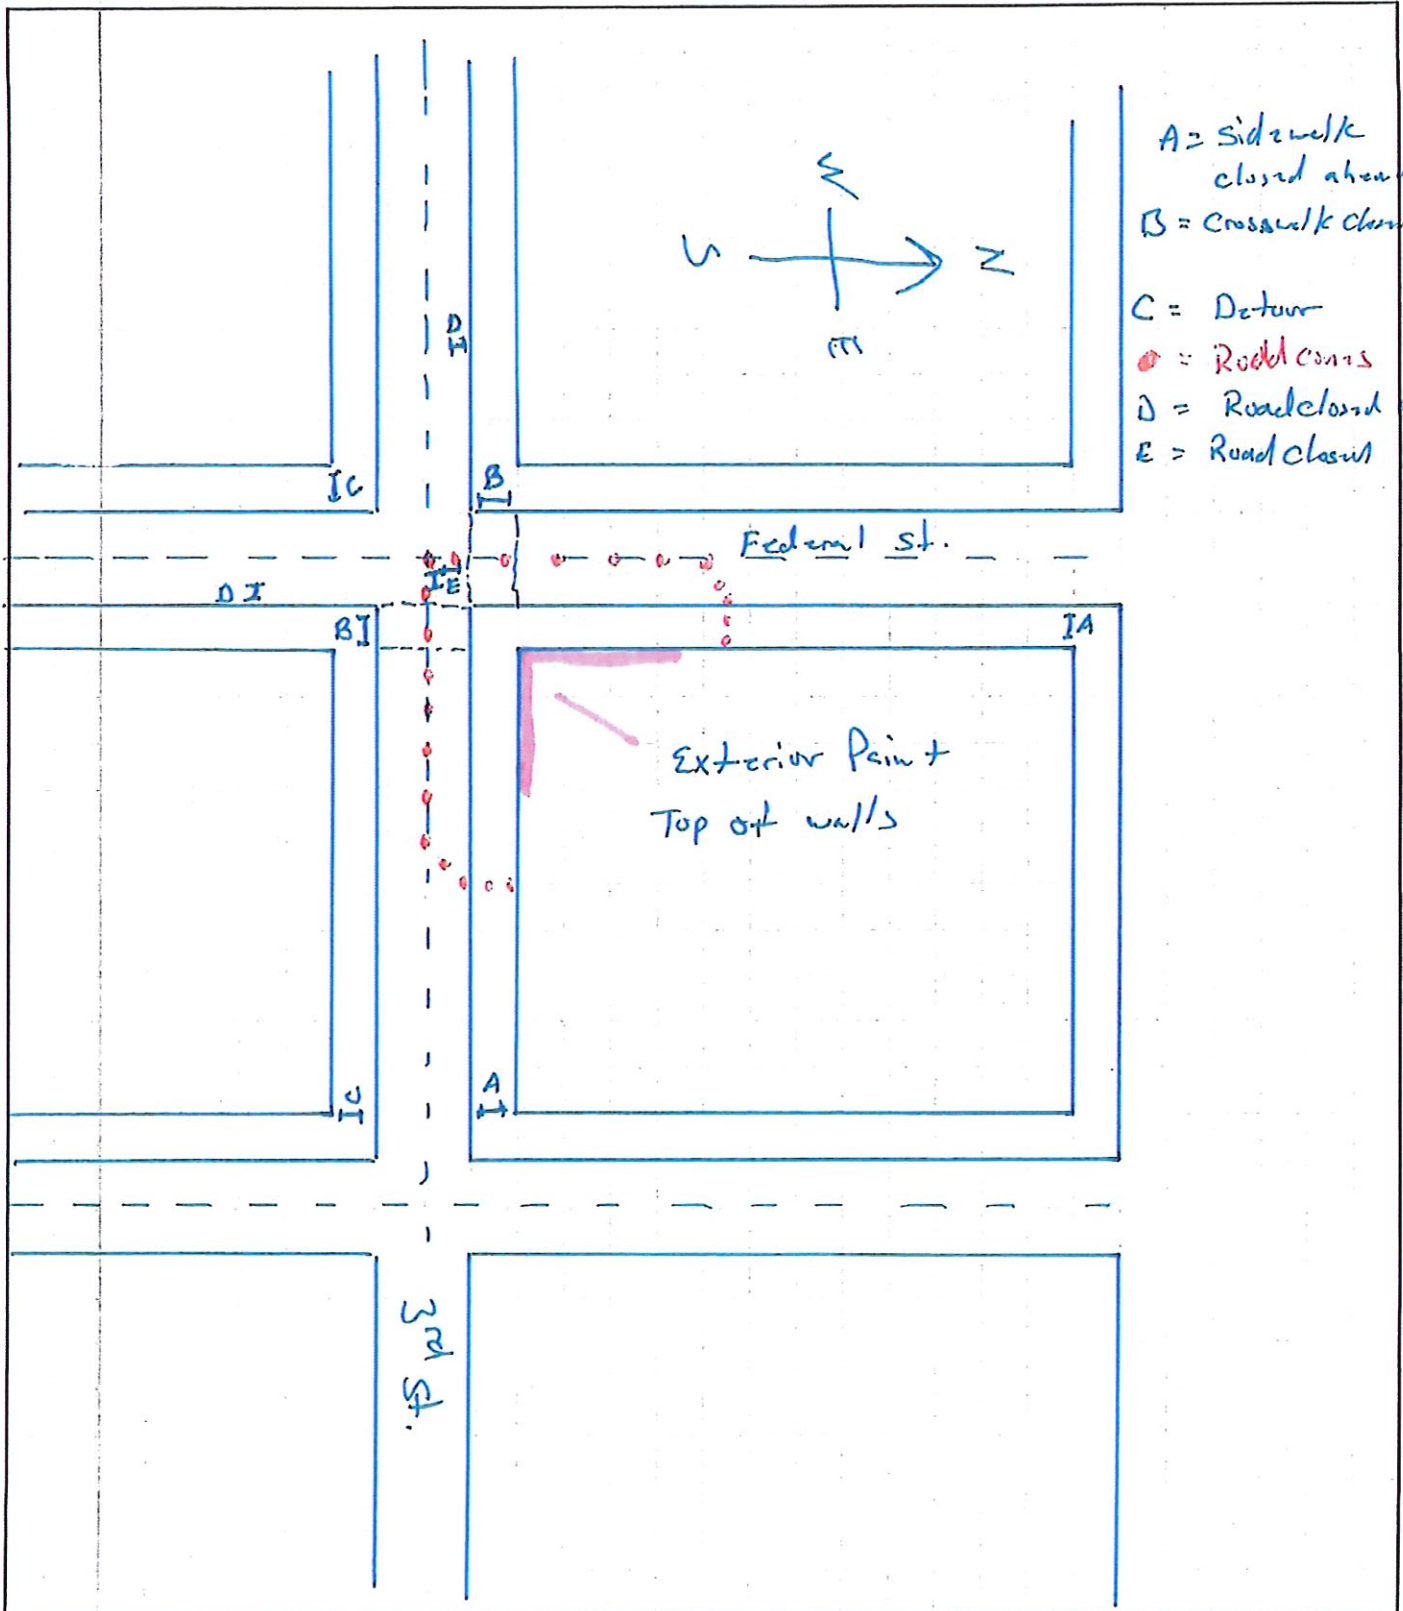 A = Sidewalk
closed ahea
B = Crosswalk
C = Detour
= Road cones
D = Road closed
E = Road Closed
W
S N
E
D
C
B
Federal St.
E
D
B
A
Exterior Paint
Top of walls
C
A
3rd St.